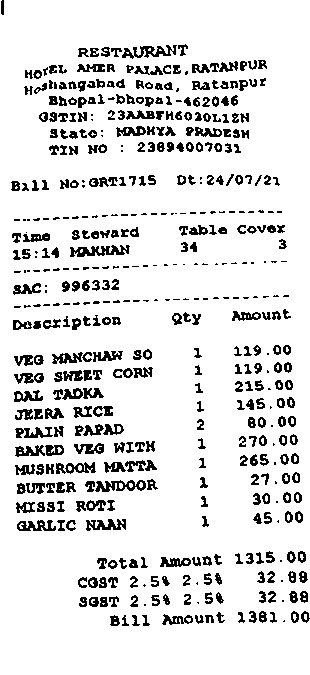 RESTAURANT
HOTEL AMER PALACE,RATANPUR
Hoshangabad Road, Ratanpur
Bhopal-bhopal-462046
GSTIN: 23AABFH6030L1ZN
State: MADHYA PRADESH
TIN NO : 23894007031
Bill No:GRT1715 Dt:24/07/21
Time Steward Table Cover
15:14 MAKHAN 34 3
SAC: 996332
Description Qty Amount
VEG MANCHAW SO 1 119.00
VEG SWEET CORN 1 119.00
DAL TADKA 1 215.00
JEERA RICE 1 145.00
PLAIN PAPAD 2 80.00
BAKED VEG WITH 1 270.00
MUSHROOM MATTA 1 265.00
BUTTER TANDOOR 1 27.00
MISSI ROTI 1 30.00
GARLIC NAAN 1 45.00
Total Amount 1315.00
CGST 2.5% 2.5% 32.88
SGST 2.5% 2.5% 32.88
Bill Amount 1381.00